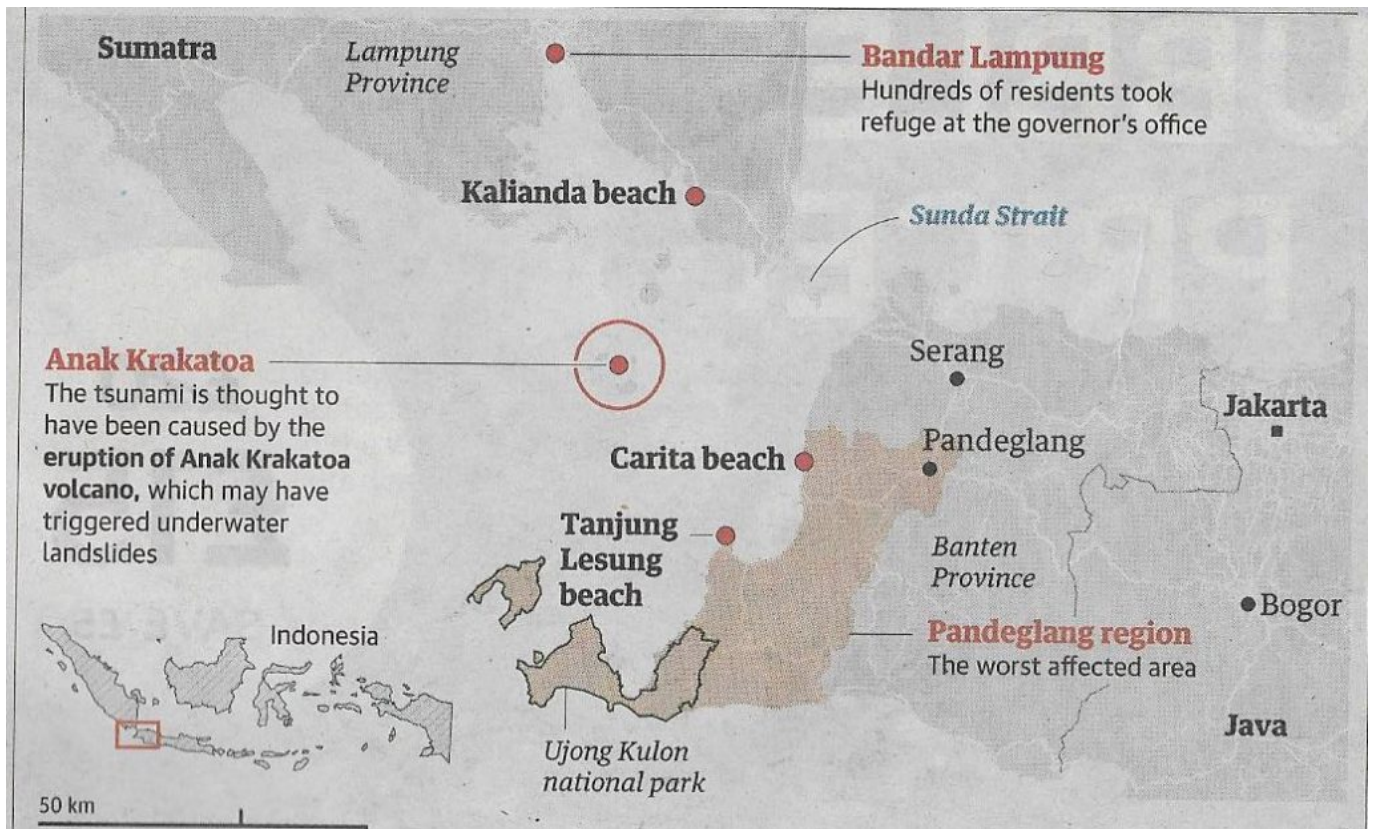 Sumatra
Lampung
Province
Bandar Lampung
Hundreds of residents took
refuge at the governor's office
Kalianda beach
Sunda Strait
Anak Krakatoa
The tsunami is thought to
have been caused by the
eruption of Anak Krakatoa
volcano, which may have
triggered underwater
landslides
Serang
Jakarta
Pandeglang
Carita beach
Tanjung
Lesung
beach
Banten
Province
Bogor
Pandeglang region
The worst affected area
Indonesia
Java
Ujong Kulon
national park
50 km